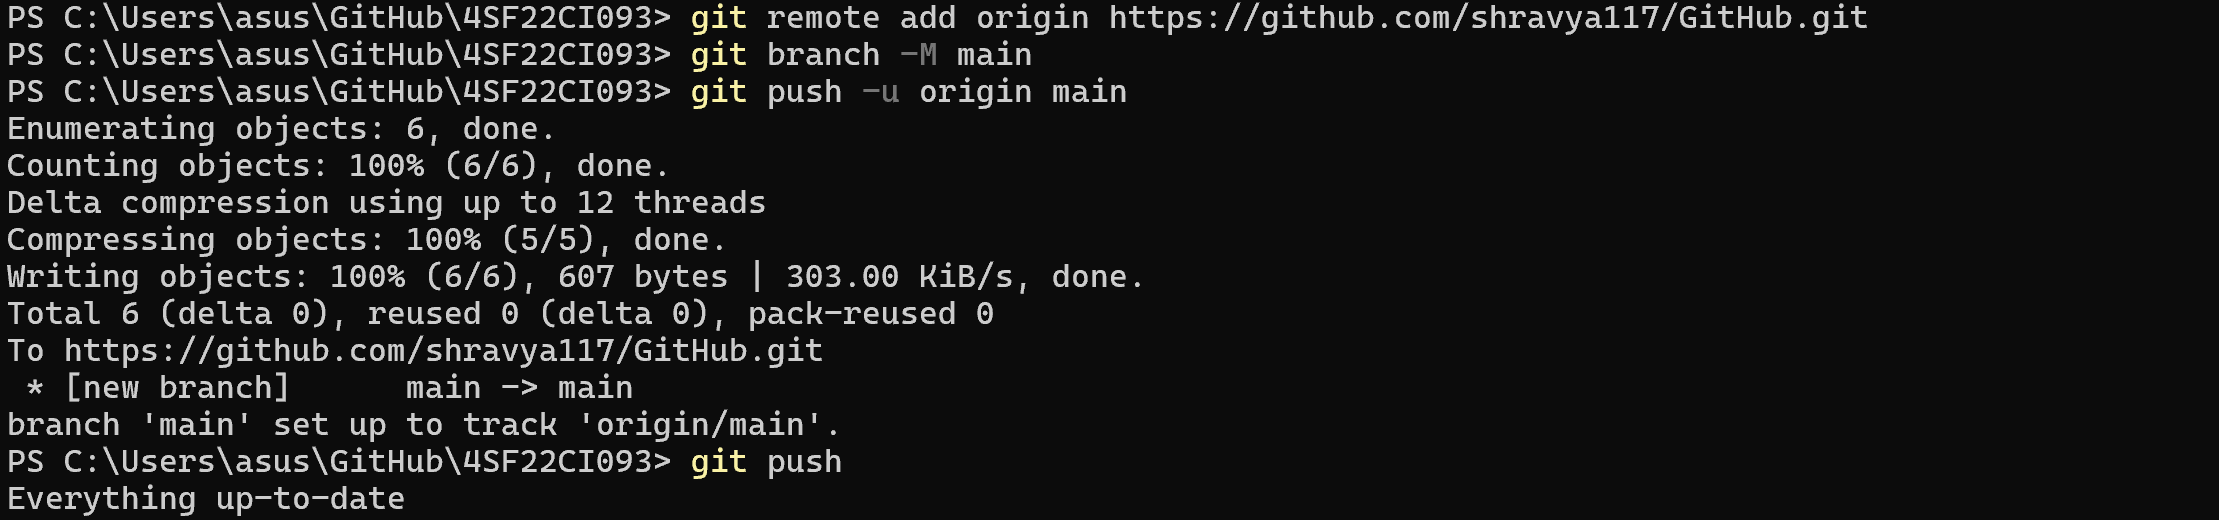 PS C:\Users\asus\GitHub\4SF22CI093> git remote add origin https://github.com/shravya117/GitHub.git
PS C:\Users\asus\GitHub\4SF22CI093> git branch -M main
PS C:\Users\asus\GitHub\4SF22CI093> git push -u origin main
Enumerating objects: 6, done.
Counting objects: 100% (6/6), done.
Delta compression using up to 12 threads
Compressing objects: 100% (5/5), done.
Writing objects: 100% (6/6), 607 bytes | 303.00 KiB/s, done.
Total 6 (delta 0), reused 0 (delta 0), pack-reused 0
To https://github.com/shravya117/GitHub.git
 * [new branch]      main -> main
branch 'main' set up to track 'origin/main'.
PS C:\Users\asus\GitHub\4SF22CI093> git push
Everything up-to-date